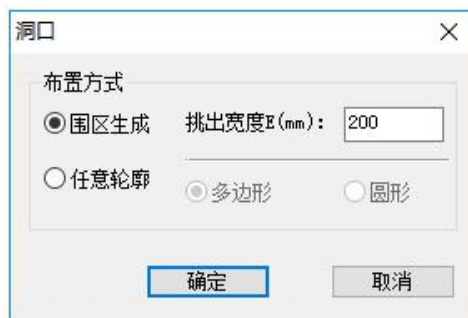 洞口
布置方式
围区生成 挑出宽度E(mm): 200
任意轮廓 多边形 圆形
确定 取消